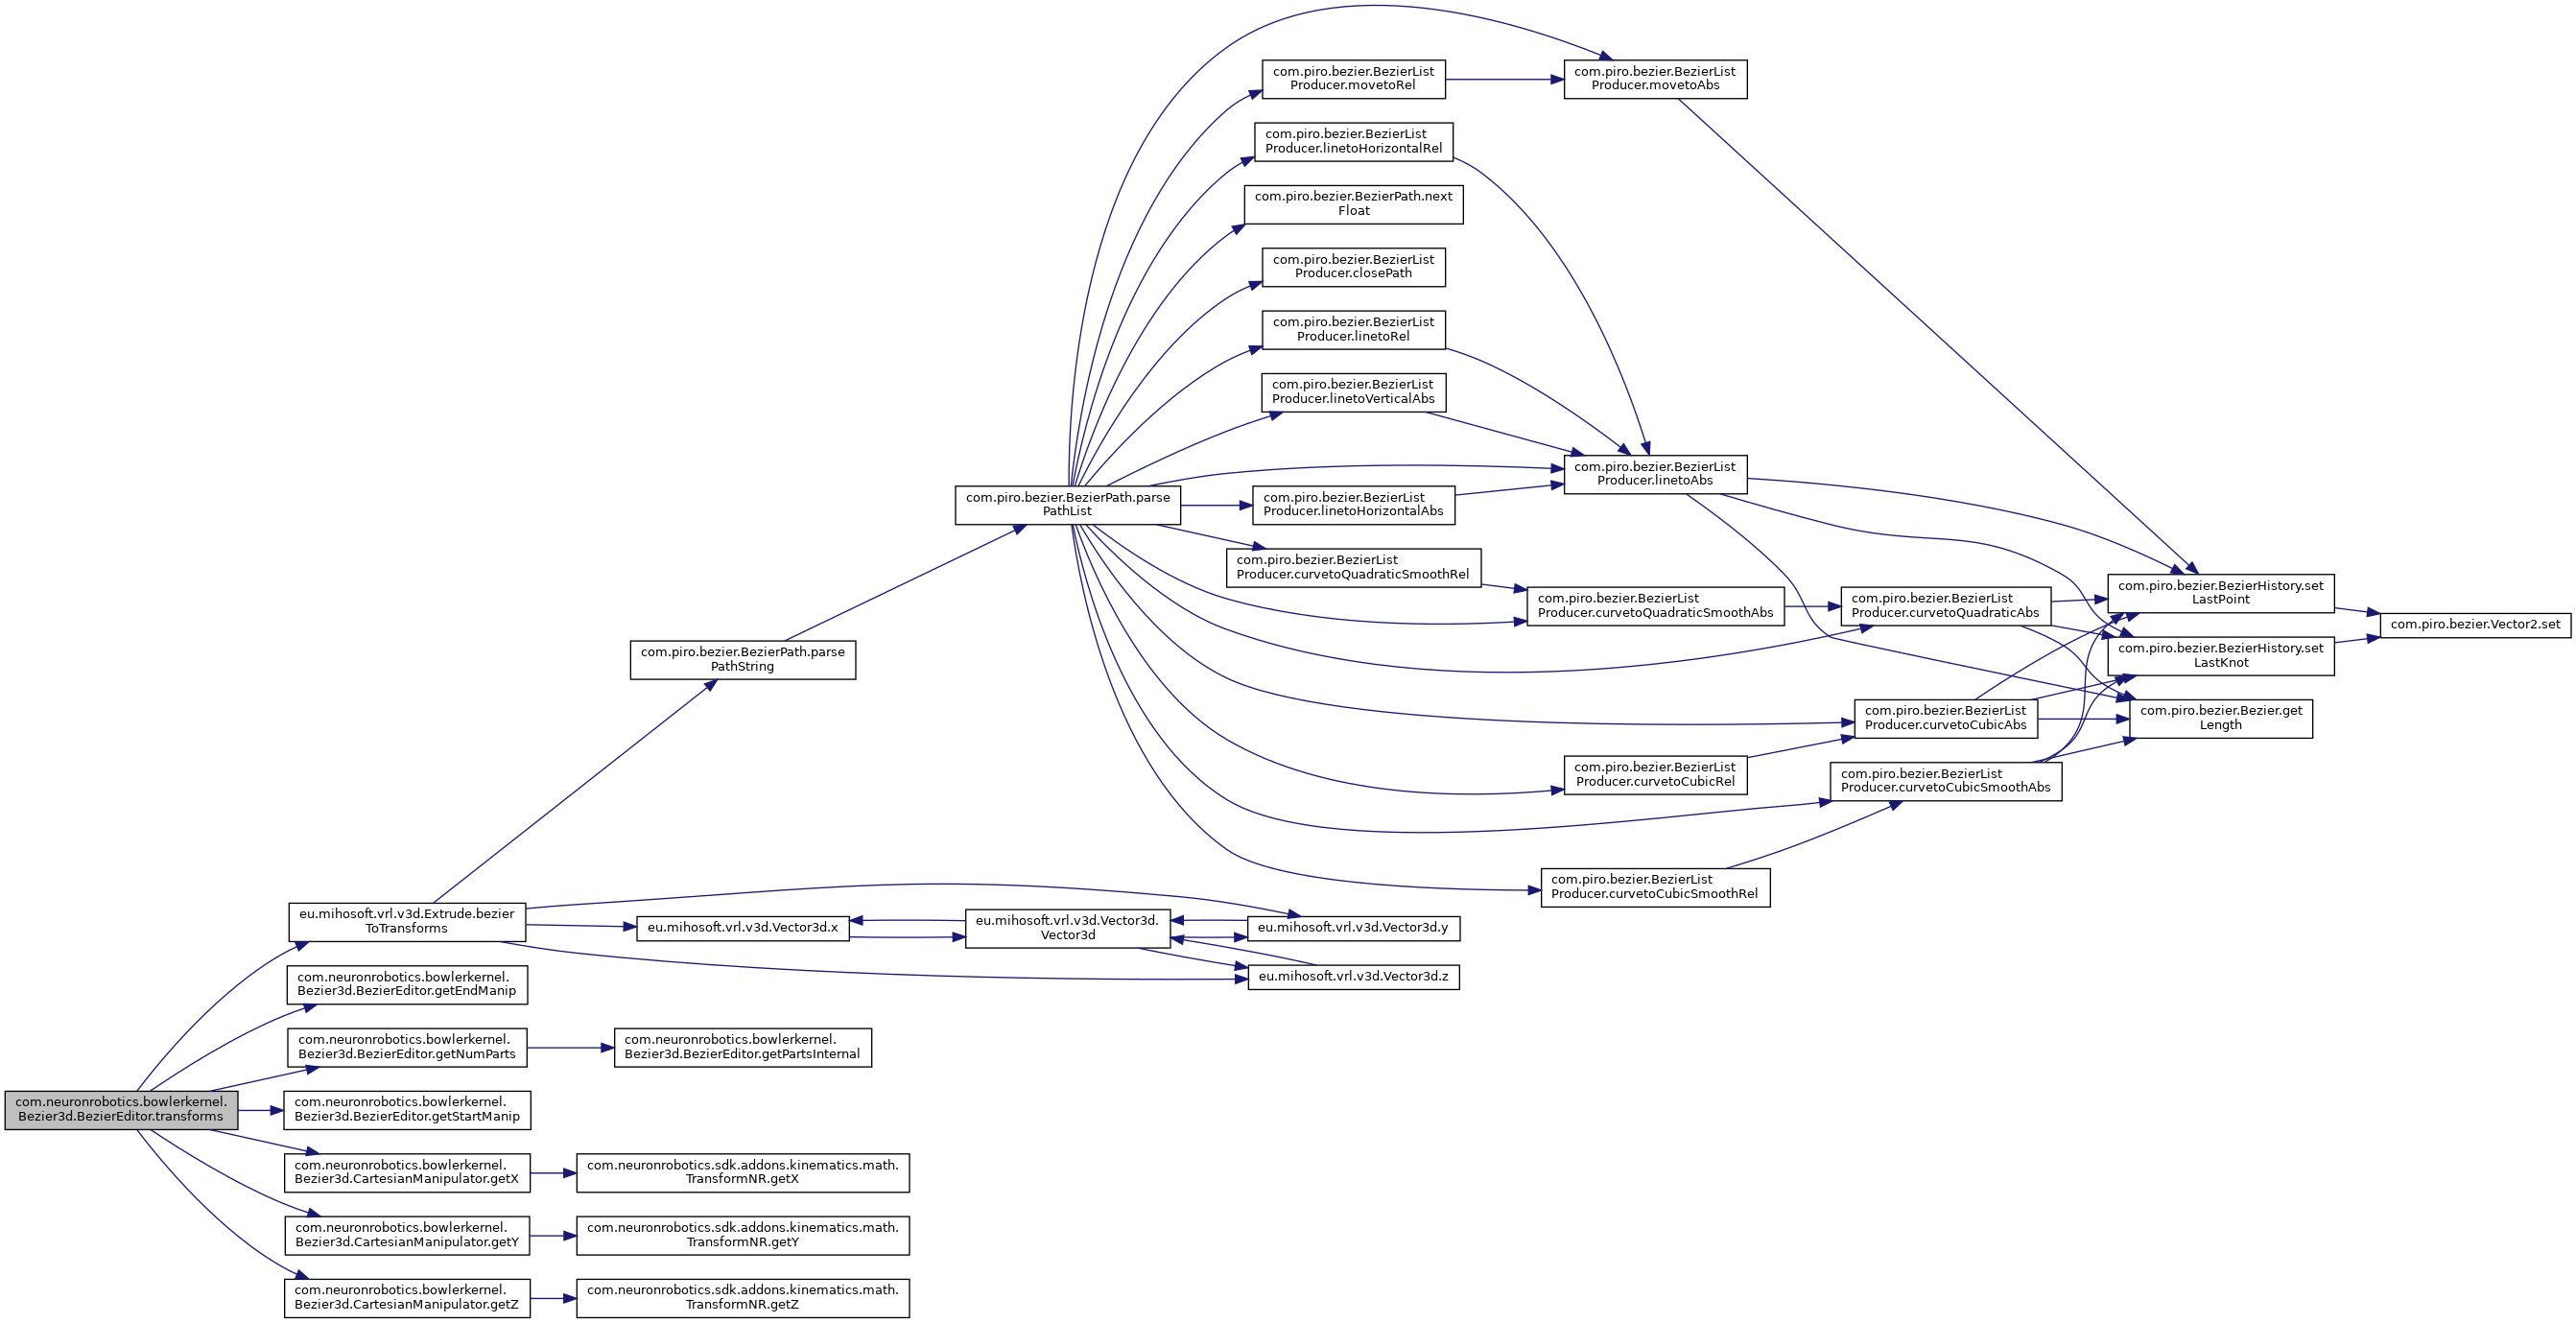 com.piro.bezier.BezierList
Producer.movetoRel
com.piro.bezier.BezierList
Producer.movetoAbs
com.piro.bezier.BezierList
Producer.linetoHorizontalRel
com.piro.bezier.BezierPath.next
Float
com.piro.bezier.BezierList
Producer.closePath
com.piro.bezier.BezierList
Producer.linetoRel
com.piro.bezier.BezierList
Producer.linetoVerticalAbs
com.piro.bezier.BezierList
Producer.linetoAbs
com.piro.bezier.BezierPath.parse
PathList
com.piro.bezier.BezierList
Producer.linetoHorizontalAbs
com.piro.bezier.BezierList
Producer.curvetoQuadraticSmoothRel
com.piro.bezier.BezierList
Producer.curvetoQuadraticSmoothAbs
com.piro.bezier.BezierList
Producer.curvetoQuadraticAbs
com.piro.bezier.BezierHistory.set
LastPoint
com.piro.bezier.Vector2.set
com.piro.bezier.BezierHistory.set
LastKnot
com.piro.bezier.BezierPath.parse
PathString
com.piro.bezier.BezierList
Producer.curvetoCubicAbs
com.piro.bezier.Bezier.get
Length
com.piro.bezier.BezierList
Producer.curvetoCubicRel
com.piro.bezier.BezierList
Producer.curvetoCubicSmoothAbs
com.piro.bezier.BezierList
Producer.curvetoCubicSmoothRel
eu.mihosoft.vrl.v3d.Extrude.bezier
ToTransforms
eu.mihosoft.vrl.v3d.Vector3d.x
eu.mihosoft.vrl.v3d.Vector3d.
Vector3d
eu.mihosoft.vrl.v3d.Vector3d.y
eu.mihosoft.vrl.v3d.Vector3d.z
com.neuronrobotics.bowlerkernel.
Bezier3d.BezierEditor.getEndManip
com.neuronrobotics.bowlerkernel.
Bezier3d.BezierEditor.getNumParts
com.neuronrobotics.bowlerkernel.
Bezier3d.BezierEditor.getPartsInternal
com.neuronrobotics.bowlerkernel.
Bezier3d.BezierEditor.transforms
com.neuronrobotics.bowlerkernel.
Bezier3d.BezierEditor.getStartManip
com.neuronrobotics.bowlerkernel.
Bezier3d.CartesianManipulator.getX
com.neuronrobotics.sdk.addons.kinematics.math.
TransformNR.getX
com.neuronrobotics.bowlerkernel.
Bezier3d.CartesianManipulator.getY
com.neuronrobotics.sdk.addons.kinematics.math.
TransformNR.getY
com.neuronrobotics.bowlerkernel.
Bezier3d.CartesianManipulator.getZ
com.neuronrobotics.sdk.addons.kinematics.math.
TransformNR.getZ